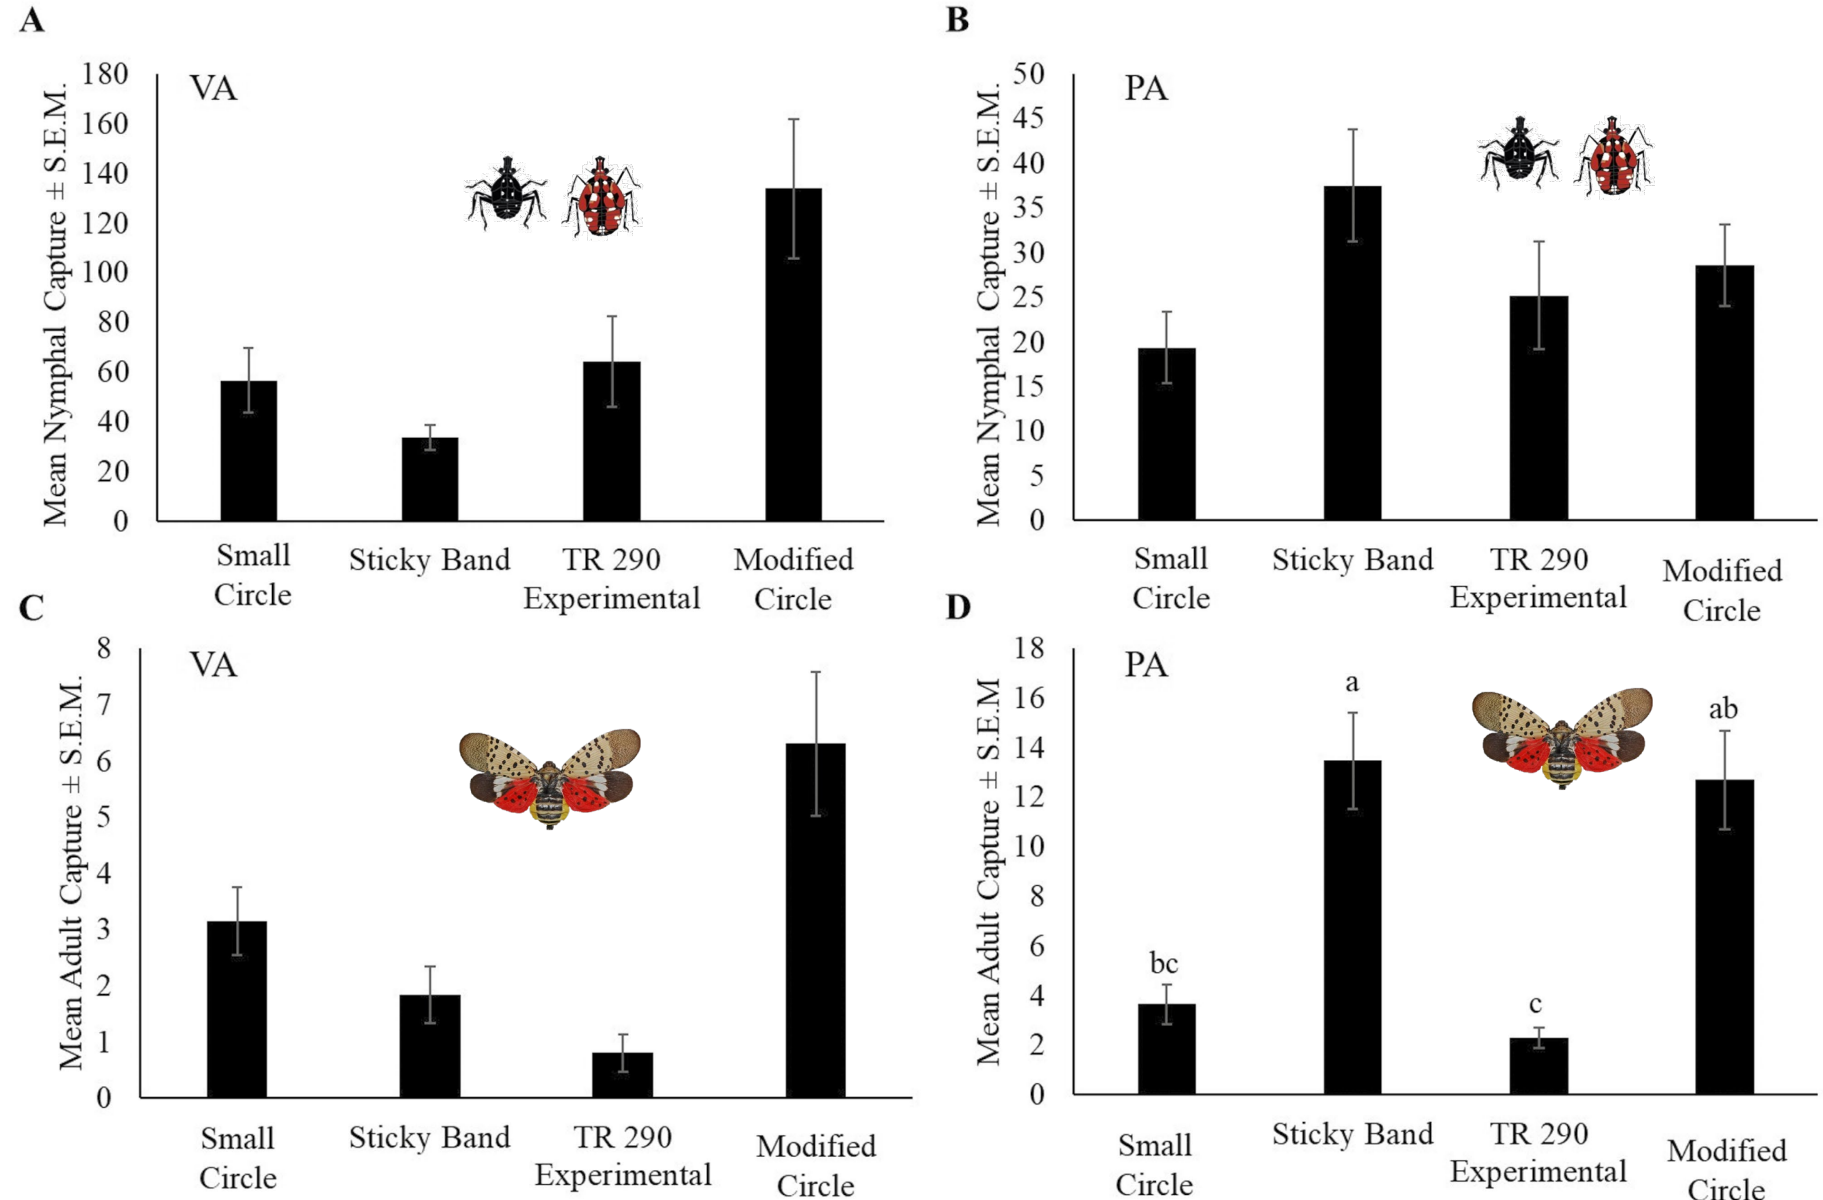 A
VA
Mean Nymphal Capture ± S.E.M.
180
160
140
120
100
80
60
40
20
0
Small
Circle
Sticky Band
TR 290
Experimental
Modified
Circle
B
PA
Mean Nymphal Capture ± S.E.M.
50
45
40
35
30
25
20
15
10
5
0
Small
Circle
Sticky Band
TR 290
Experimental
Modified
Circle
C
VA
Mean Adult Capture ± S.E.M.
8
7
6
5
4
3
2
1
0
Small
Circle
Sticky Band
TR 290
Experimental
Modified
Circle
D
PA
Mean Adult Capture ± S.E.M
18
16
14
12
10
8
6
4
2
0
bc
a
c
ab
Small
Circle
Sticky Band
TR 290
Experimental
Modified
Circle